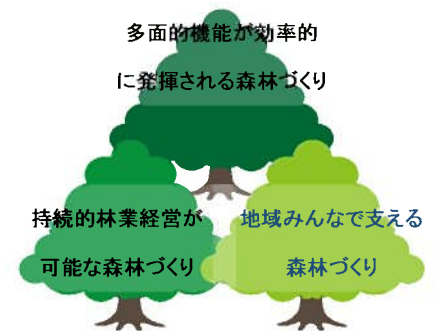 多面的機能が効率的
に発揮される森林づくり
持続的林業経営が
可能な森林づくり
地域みんなで支える
森林づくり